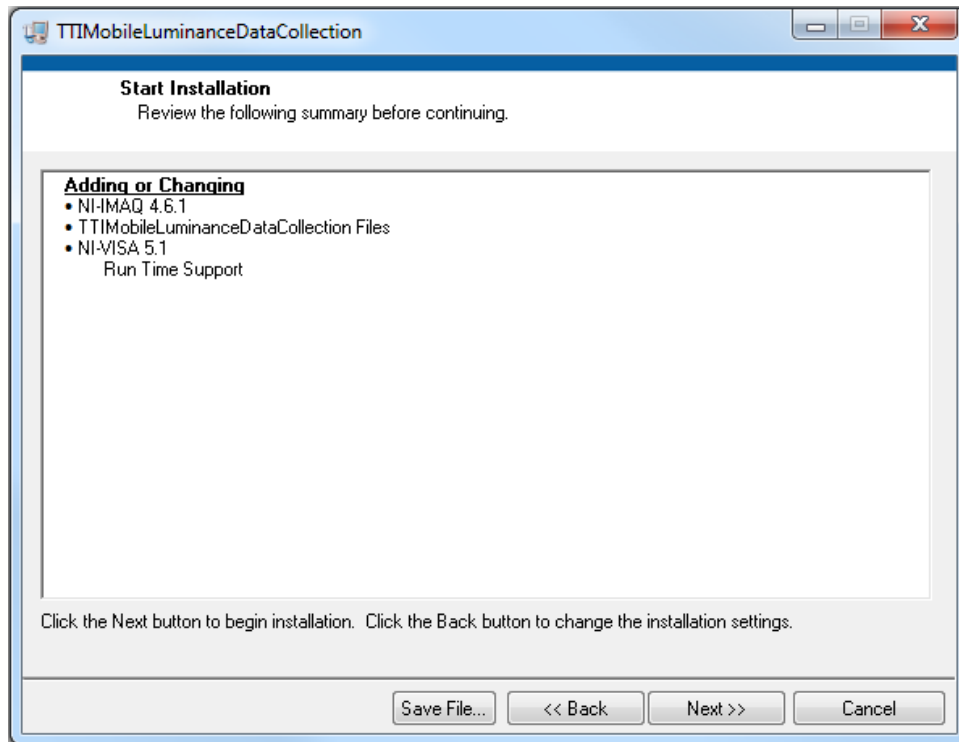 TTIMobileLuminanceDataCollection
Start Installation
Review the following summary before continuing.
Adding or Changing
• NI-IMAQ 4.6.1
• TTIMobileLuminanceDataCollection Files
• NI-VISA 5.1
Run Time Support
Click the Next button to begin installation.  Click the Back button to change the installation settings.
Save File... << Back Next >> Cancel